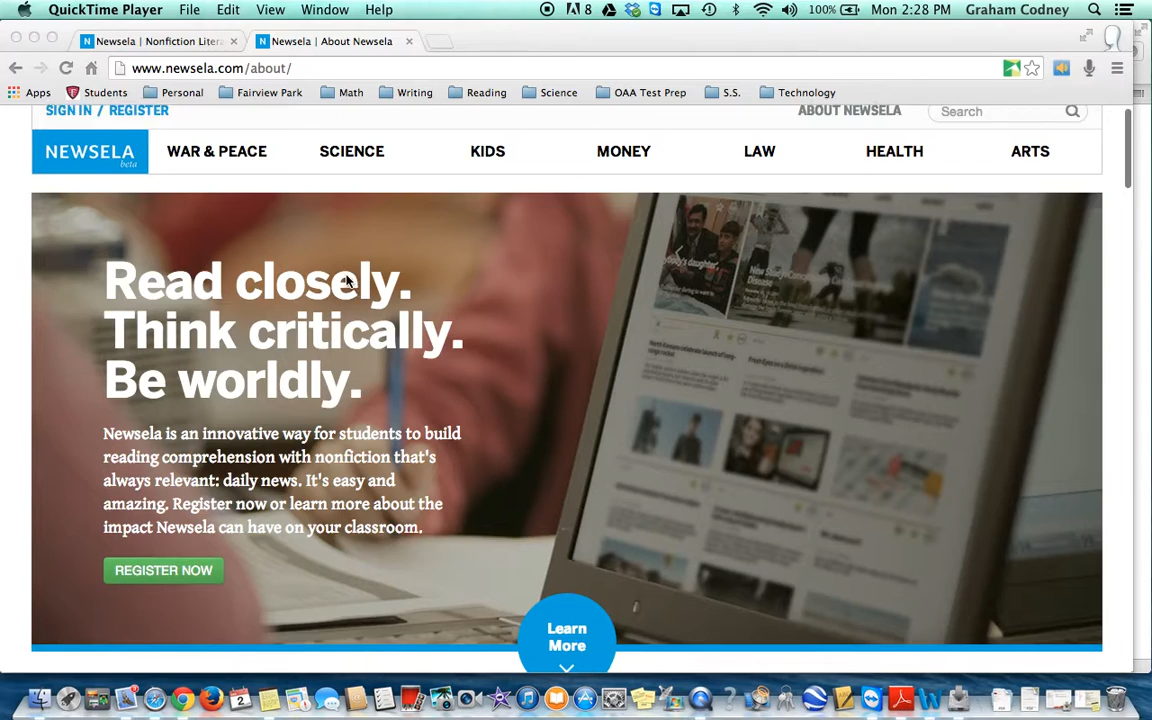 QuickTime Player File Edit View Window Help 8 100% Mon 2:28 PM Graham Codney
Newsela | Nonfiction Litera Newsela | About Newsela
www.newsela.com/about/
Apps Students Personal Fairview Park Math Writing Reading Science OAA Test Prep S.S. Technology
SIGN IN / REGISTER ABOUT NEWSELA Search
NEWSELA beta WAR & PEACE SCIENCE KIDS MONEY LAW HEALTH ARTS
Read closely.
Think critically.
Be worldly.
Newsela is an innovative way for students to build
reading comprehension with nonfiction that's
always relevant: daily news. It's easy and
amazing. Register now or learn more about the
impact Newsela can have on your classroom.
REGISTER NOW
Learn
More
2